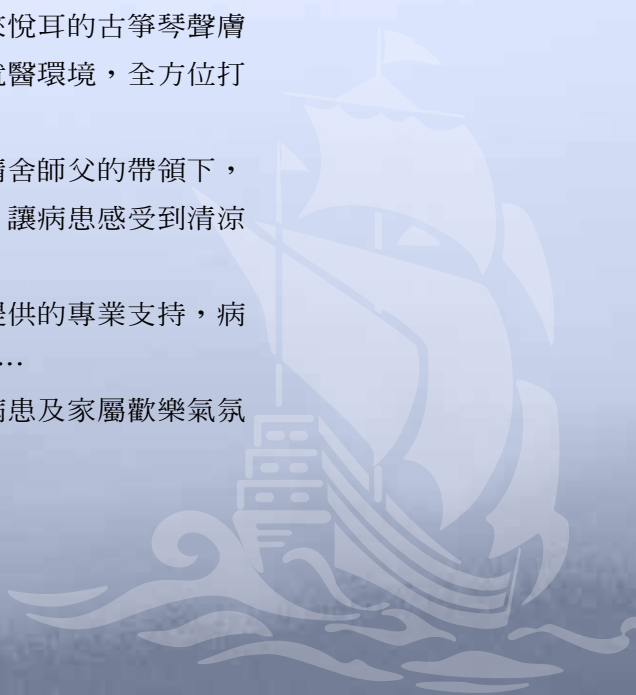 悅耳的古箏琴聲膚
醫環境，全方位打
舍師父的帶領下，
讓病患感受到清涼
供的專業支持，病
…
患及家屬歡樂氣氛